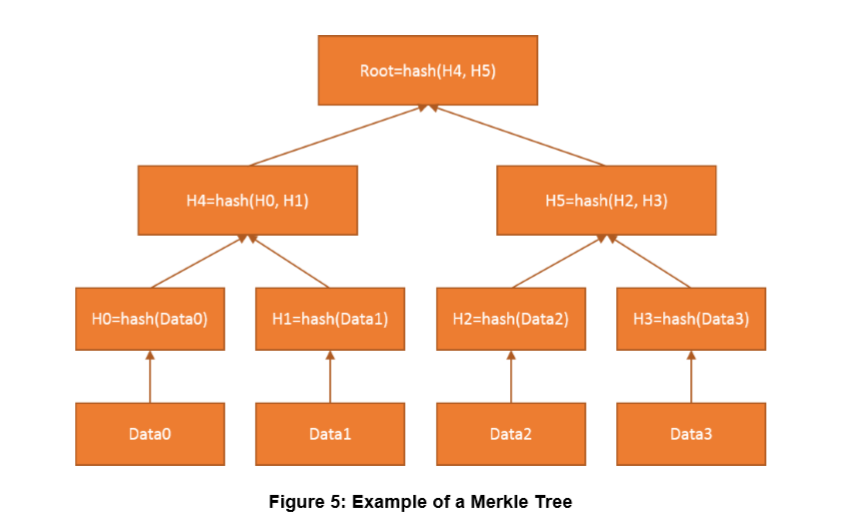 Root=hash(H4, H5)
H4=hash(H0, H1)
H5=hash(H2, H3)
H0=hash(Data0)
H1=hash(Data1)
H2=hash(Data2)
H3=hash(Data3)
Data0
Data1
Data2
Data3
Figure 5: Example of a Merkle Tree